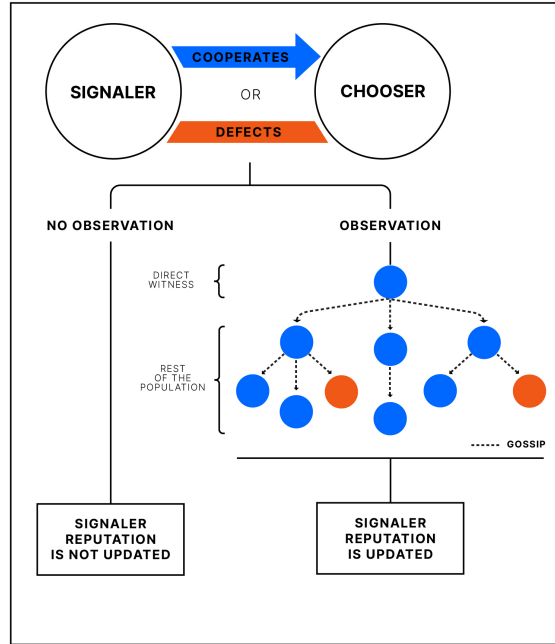 COOPERATES
SIGNALER
OR
CHOOSER
DEFECTS
NO OBSERVATION
OBSERVATION
DIRECT
WITNESS
REST
OF THE
POPULATION
GOSSIP
SIGNALER
REPUTATION
IS NOT UPDATED
SIGNALER
REPUTATION
IS UPDATED